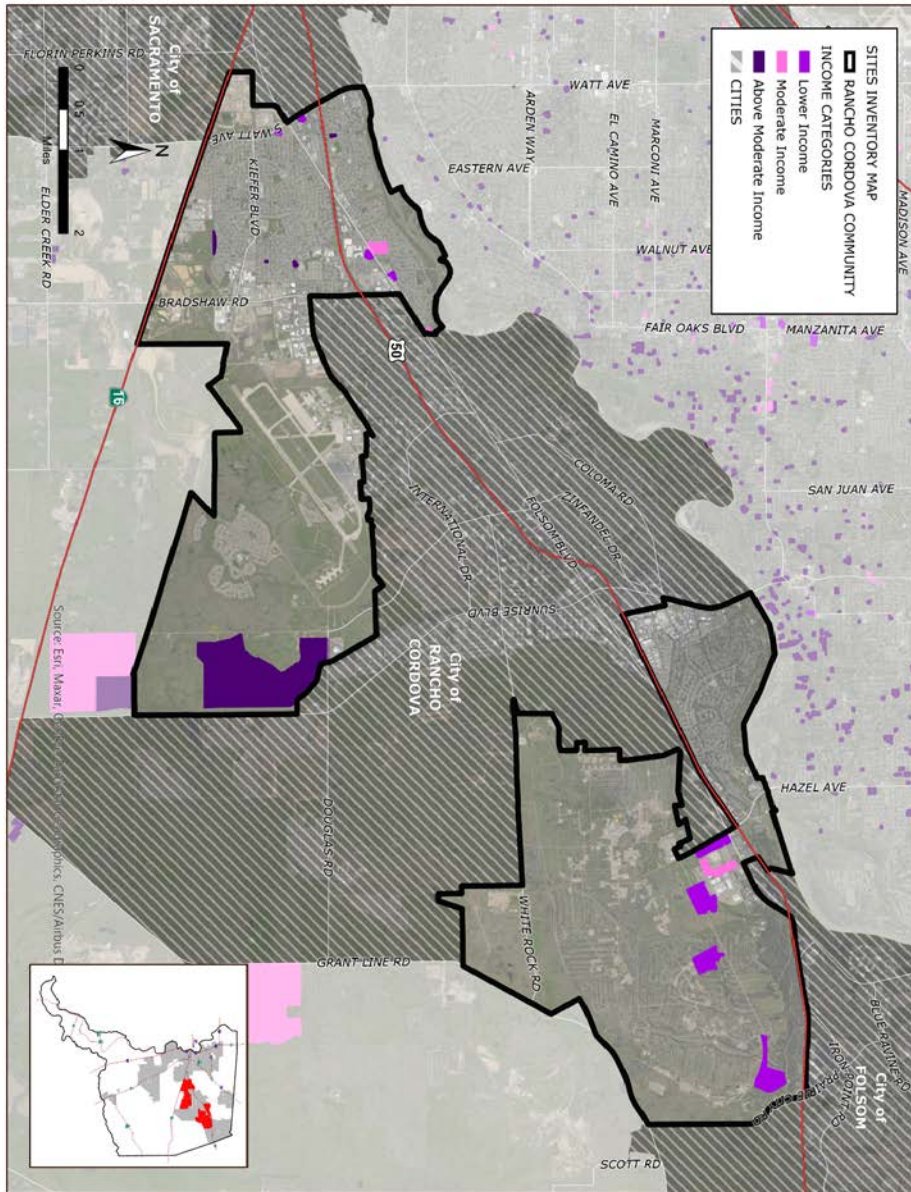 SITES INVENTORY MAP
RANCHO CORDOVA COMMUNITY
INCOME CATEGORIES
Lower Income
Moderate Income
Above Moderate Income
CITIES
MADISON AVE
WATT AVE
MARCONI AVE
EL CAMINO AVE
ARDEN WAY
EASTERN AVE
WALNUT AVE
FAIR OAKS BLVD
MANZANITA AVE
SAN JUAN AVE
HAZEL AVE
FLORIN PERKINS RD
City of
SACRAMENTO
S WATT AVE
KIEFER BLVD
BRADSHAW RD
ELDER CREEK RD
0 0.5 1 2
Miles
N
50
16
COLOMA RD
ZINFANDEL DR
FOLSOM BLVD
INTERNATIONAL DR
SUNRISE BLVD
City of
RANCHO
CORDOVA
DOUGLAS RD
WHITE ROCK RD
GRANT LINE RD
BLUE RAVINE RD
City of
FOLSOM
IRON POINT RD
SCOTT RD
Source: Esri, Maxar, CNES/Airbus D